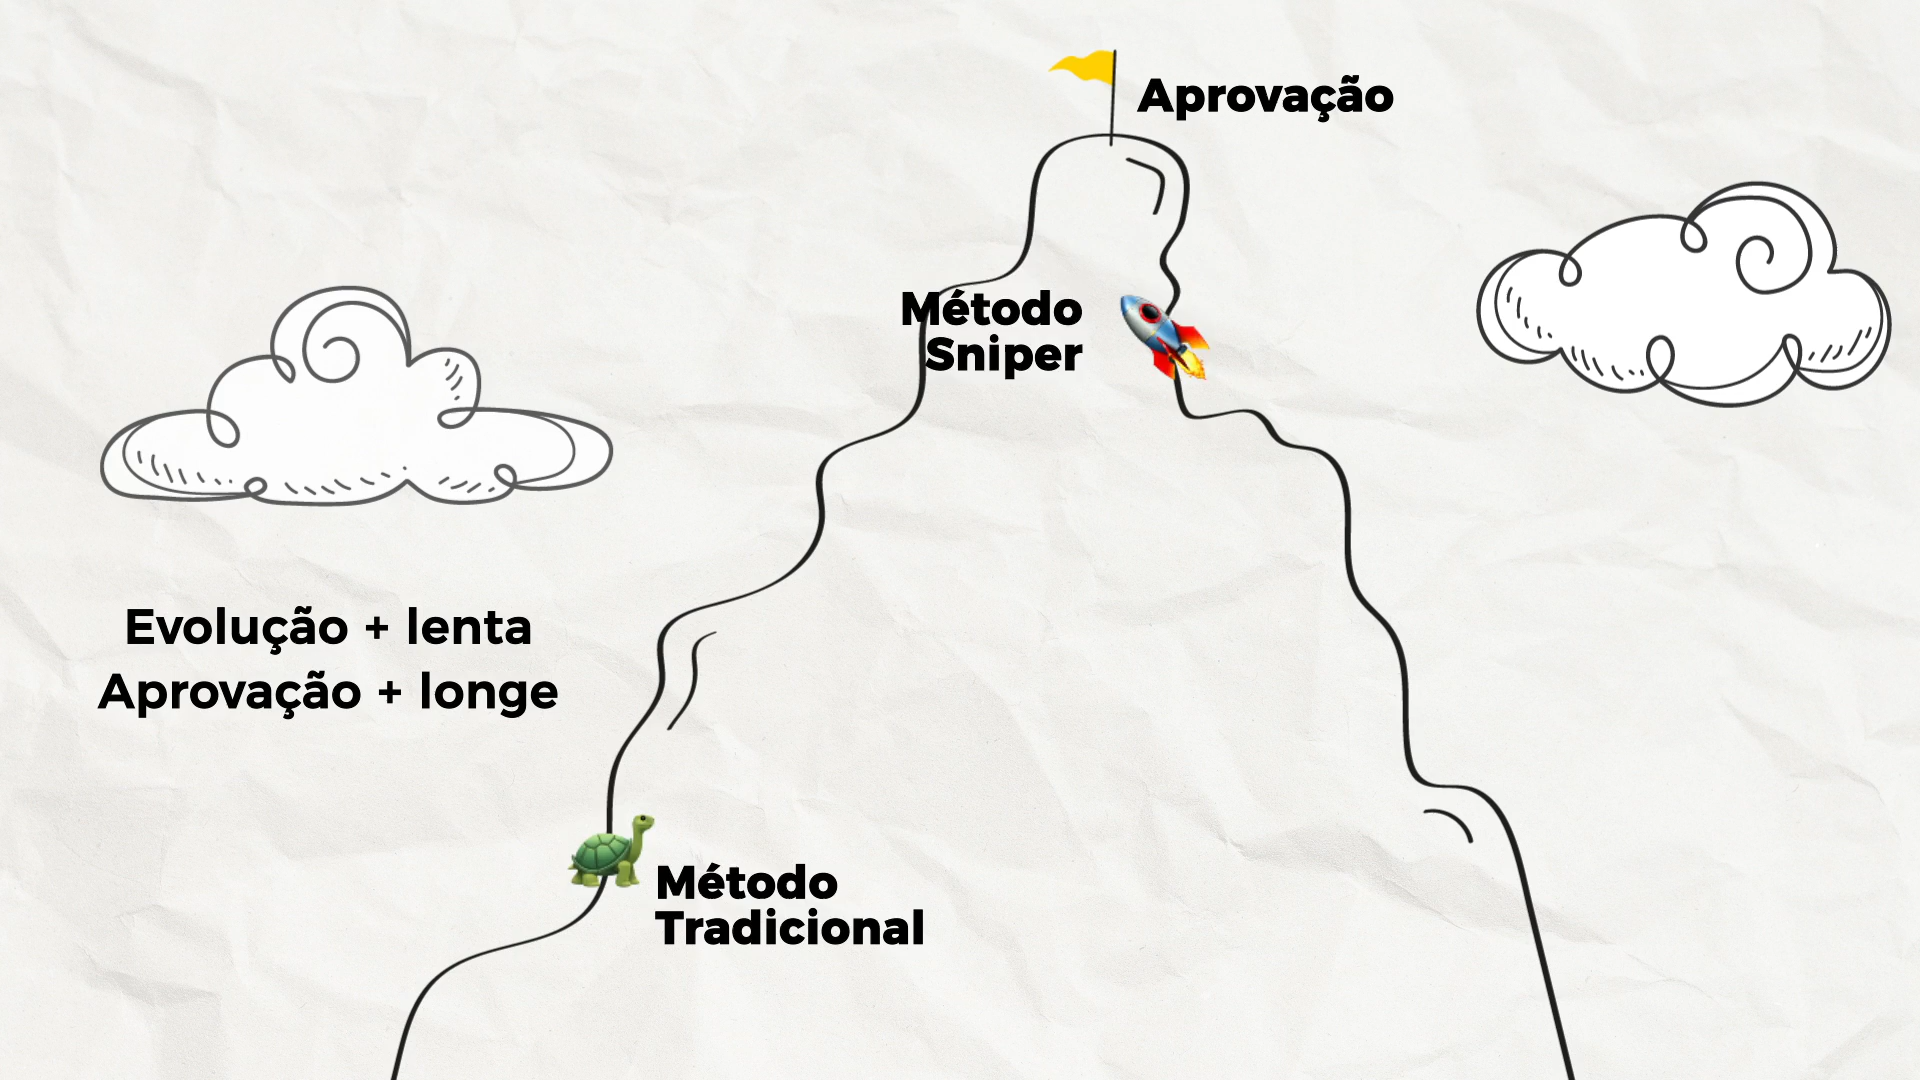 Aprovação
Método
Sniper
Evolução + lenta
Aprovação + longe
Método
Tradicional